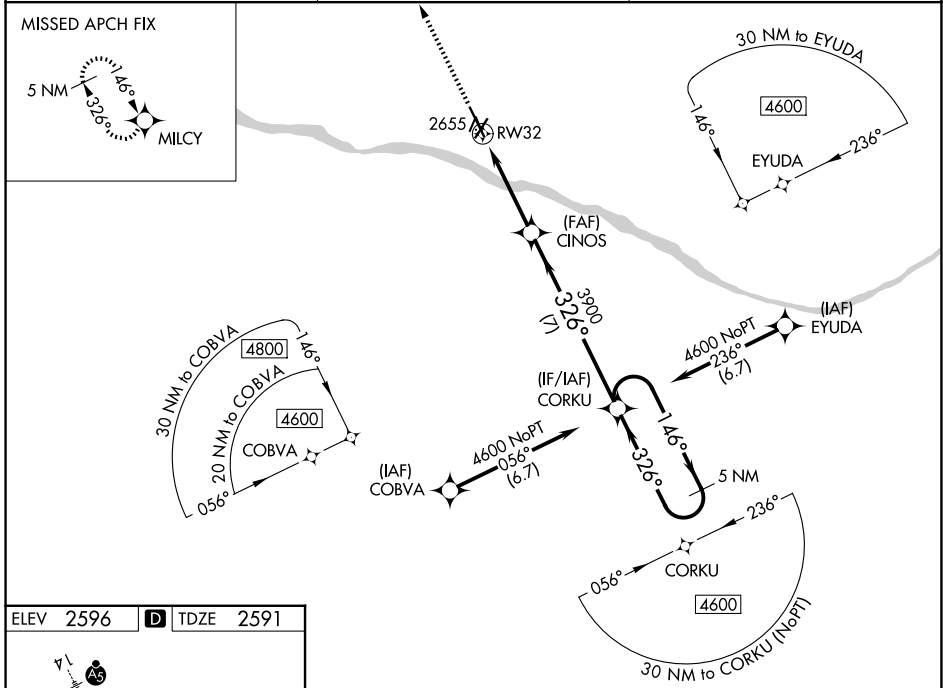 MISSED APCH FIX
5 NM
146°
326°
MILCY
2655
RW32
30 NM to EYUDA
4600
146°
236°
EYUDA
(FAF)
CINOS
3900
326°
(7)
(IAF)
EYUDA
4600 NoPT
236°
(6.7)
30 NM to COBVA
4800
146°
20 NM to COBVA
4600
COBVA
056°
(IF/IAF)
CORKU
146°
326°
5 NM
4600 NoPT
056°
(6.7)
(IAF)
COBVA
236°
056°
CORKU
4600
30 NM to CORKU (NoPT)
ELEV 2596 D TDZE 2591
14
A5